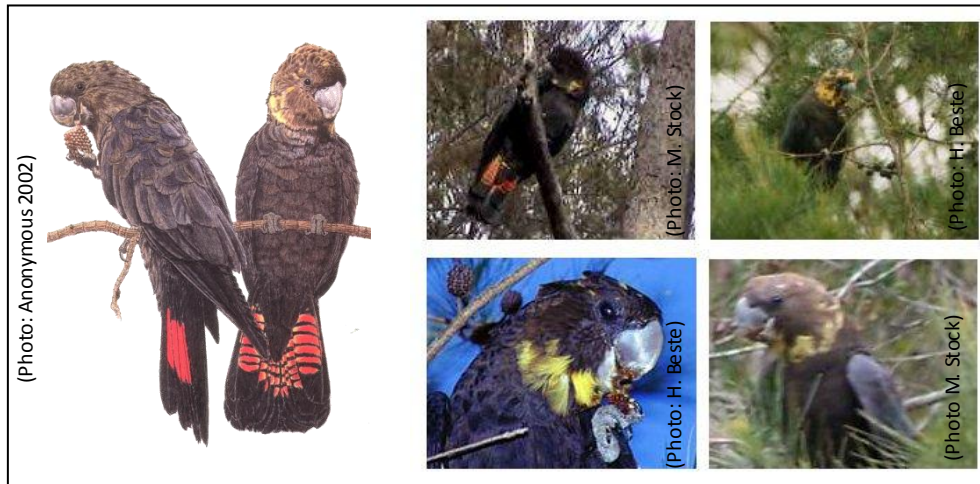 (Photo: Anonymous 2002)
(Photo: M. Stock)
(Photo: H. Beste)
(Photo: H. Beste)
(Photo M. Stock)